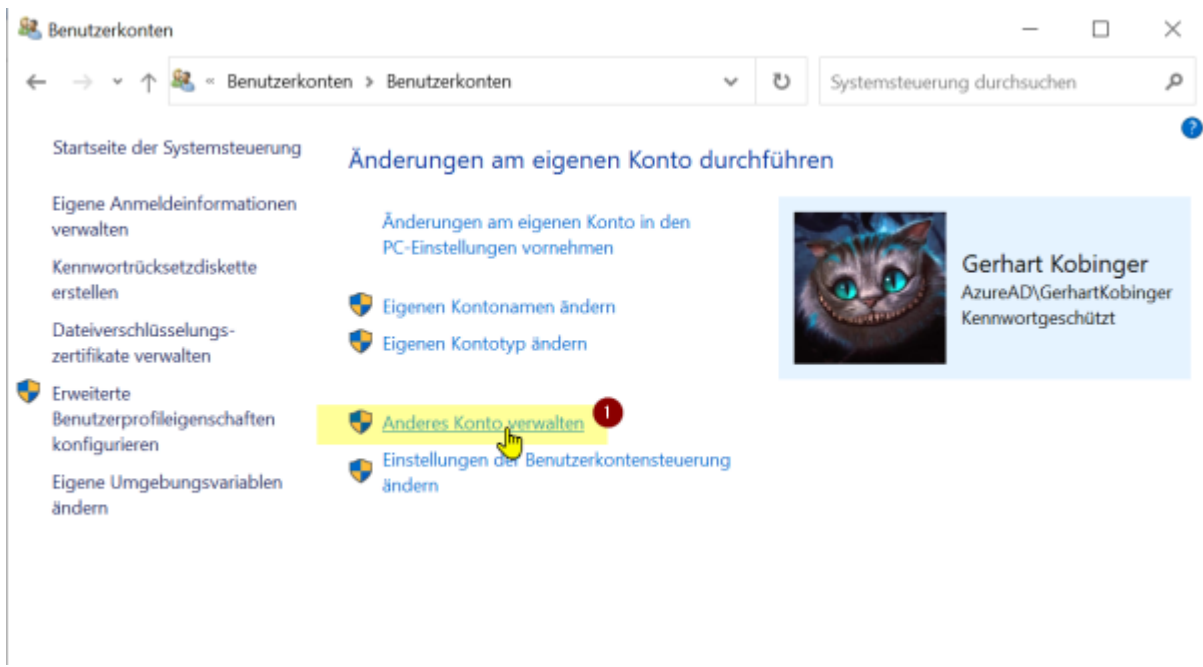 Benutzerkonten
« Benutzerkonten > Benutzerkonten
Systemsteuerung durchsuchen
?
Startseite der Systemsteuerung
Eigene Anmeldeinformationen
verwalten
Kennwortrücksetzdiskette
erstellen
Dateiverschlüsselungs-
zertifikate verwalten
Erweiterte
Benutzerprofileigenschaften
konfigurieren
Eigene Umgebungsvariablen
ändern
Änderungen am eigenen Konto durchführen
Änderungen am eigenen Konto in den
PC-Einstellungen vornehmen
Eigenen Kontonamen ändern
Eigenen Kontotyp ändern
Anderes Konto verwalten
1
Einstellungen der Benutzerkontensteuerung
ändern
Gerhart Kobinger
AzureAD\GerhartKobinger
Kennwortgeschützt